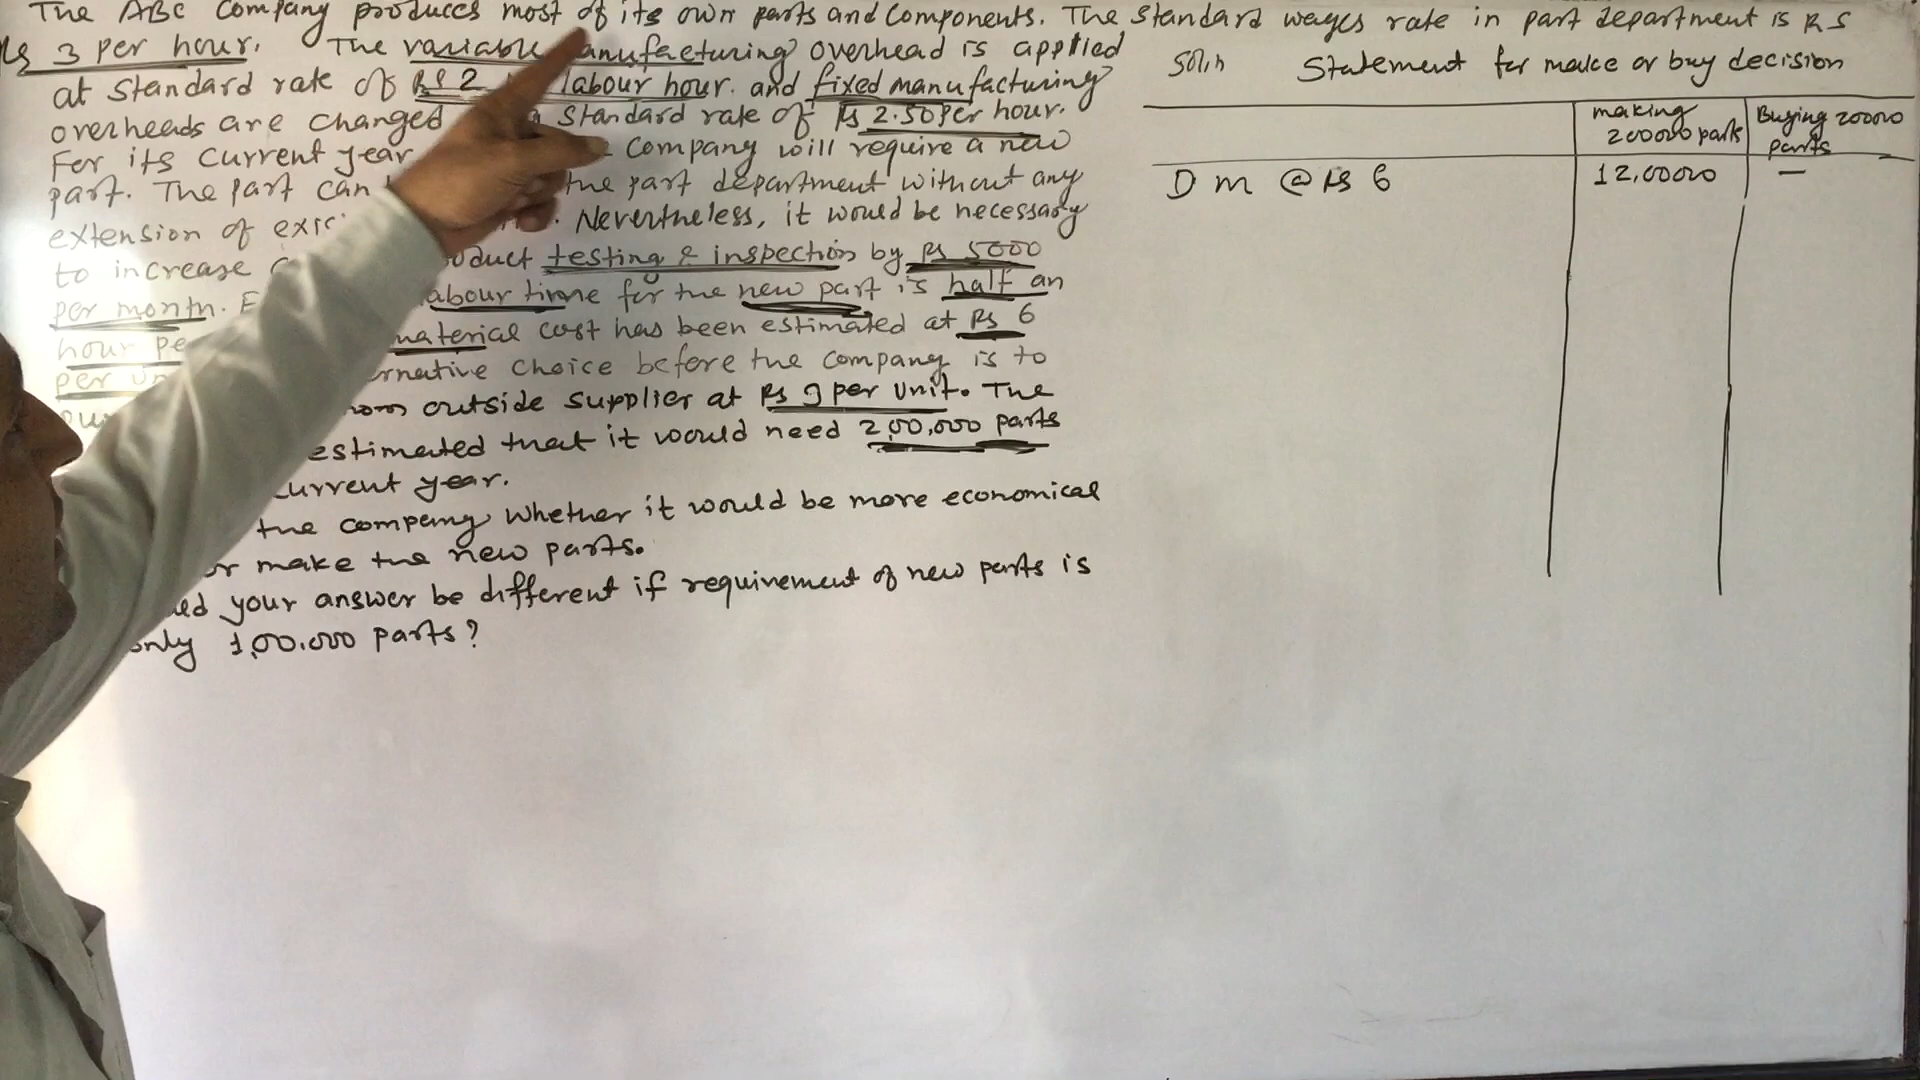 The ABC Company produces most of its own parts and Components. The Standard wages rate in part department is RS
Rs 3 per hour. The variable manufacturing overhead is applied
at standard rate of Rs 2 labour hour. and fixed manufacturing
overheads are changed standard rate of Rs 2.50 Per hour.
For its current year Company will require a new
part. The part can the part department without any
extension of Nevertheless, it would be necessary
to increase testing & inspection by Rs 5000
per month. labour time for the new part is half an
hour material cost has been estimated at Rs 6
per choice before the company is to
outside supplier at Rs 9 per unit. The
estimated that it would need 2,00,000 parts
current year.
the company whether it would be more economical
or make the new parts.
your answer be different if requirement of new parts is
only 1,00,000 parts?
Soln Statement for make or buy decision
making 200000 parts
Buying 200000 parts
D M @ Rs 6 12,00000 —